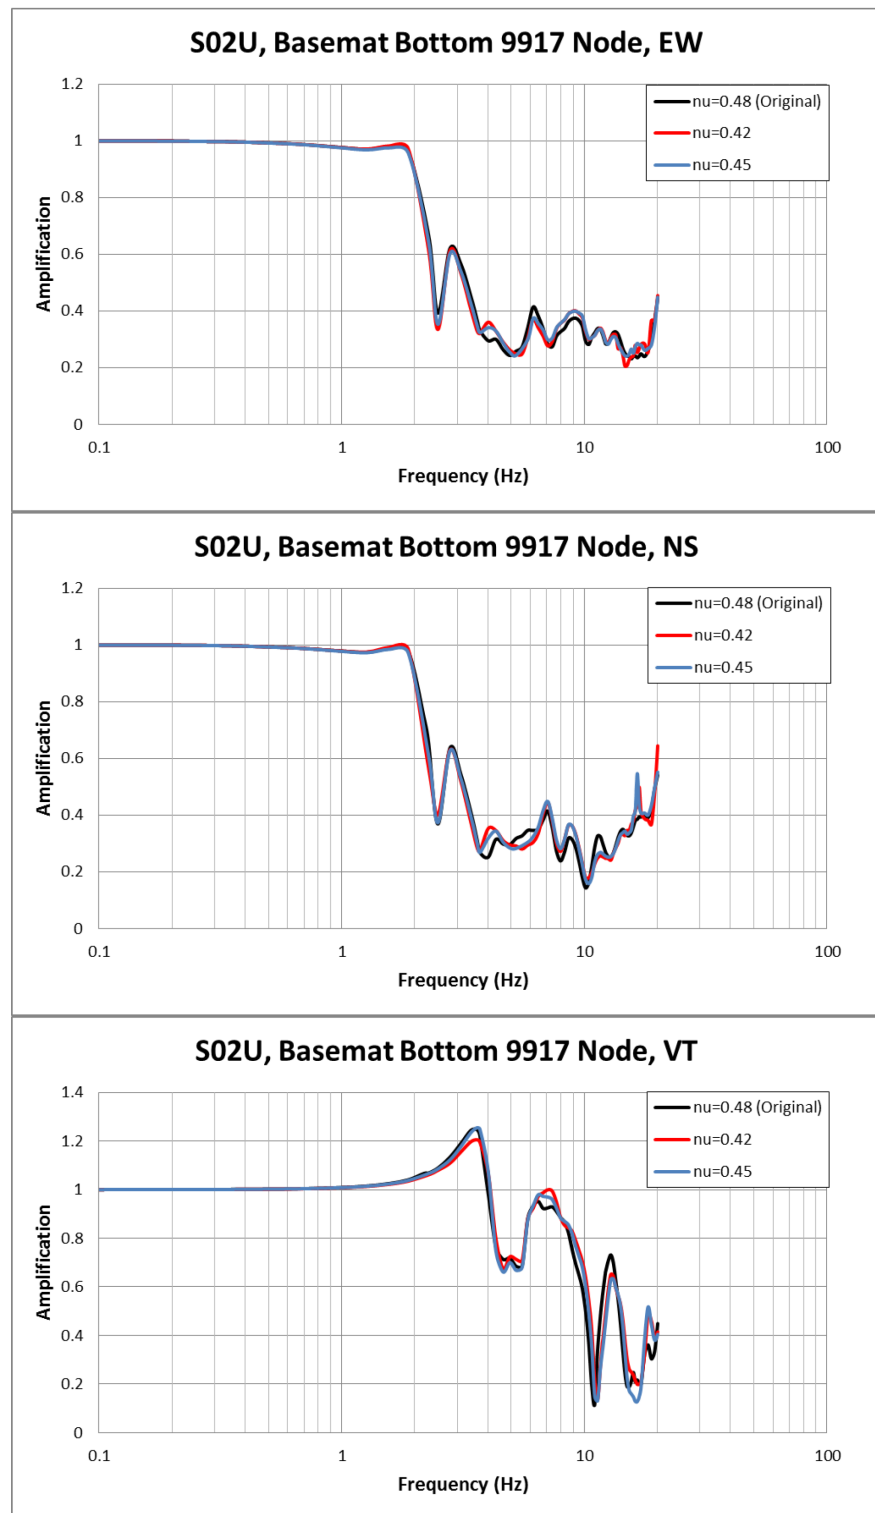 S02U, Basemat Bottom 9917 Node, EW
1.2
nu=0.48 (Original)
1
nu=0.42
nu=0.45
0.8
Amplification
0.6
0.4
0.2
0
0.1
1
10
100
Frequency (Hz)
S02U, Basemat Bottom 9917 Node, NS
1.2
nu=0.48 (Original)
1
nu=0.42
nu=0.45
0.8
Amplification
0.6
0.4
0.2
0
0.1
1
10
100
Frequency (Hz)
S02U, Basemat Bottom 9917 Node, VT
1.4
nu=0.48 (Original)
1.2
nu=0.42
nu=0.45
1
0.8
Amplification
0.6
0.4
0.2
0
0.1
1
10
100
Frequency (Hz)